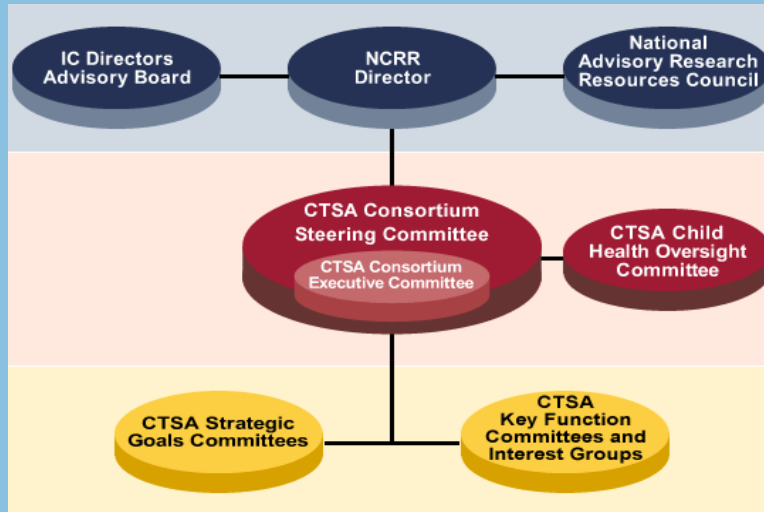 IC Directors
Advisory Board
NCRR
Director
National
Advisory Research
Resources Council
CTSA Consortium
Steering Committee
CTSA Consortium
Executive Committee
CTSA Child
Health Oversight
Committee
CTSA Strategic
Goals Committees
CTSA
Key Function
Committees and
Interest Groups